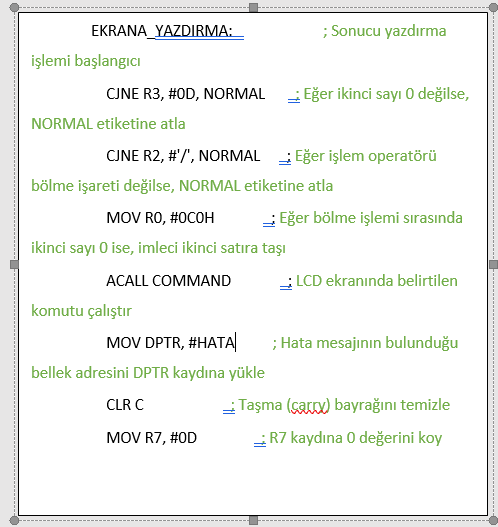 EKRANA_YAZDIRMA: ; Sonucu yazdırma
işlemi başlangıcı
CJNE R3, #0D, NORMAL ; Eğer ikinci sayı 0 değilse,
NORMAL etiketine atla
CJNE R2, #'/', NORMAL ; Eğer işlem operatörü
bölme işareti değilse, NORMAL etiketine atla
MOV R0, #0C0H ; Eğer bölme işlemi sırasında
ikinci sayı 0 ise, imleci ikinci satıra taşı
ACALL COMMAND ; LCD ekranında belirtilen
komutu çalıştır
MOV DPTR, #HATA ; Hata mesajının bulunduğu
bellek adresini DPTR kaydına yükle
CLR C ; Taşma (carry) bayrağını temizle
MOV R7, #0D ; R7 kaydına 0 değerini koy